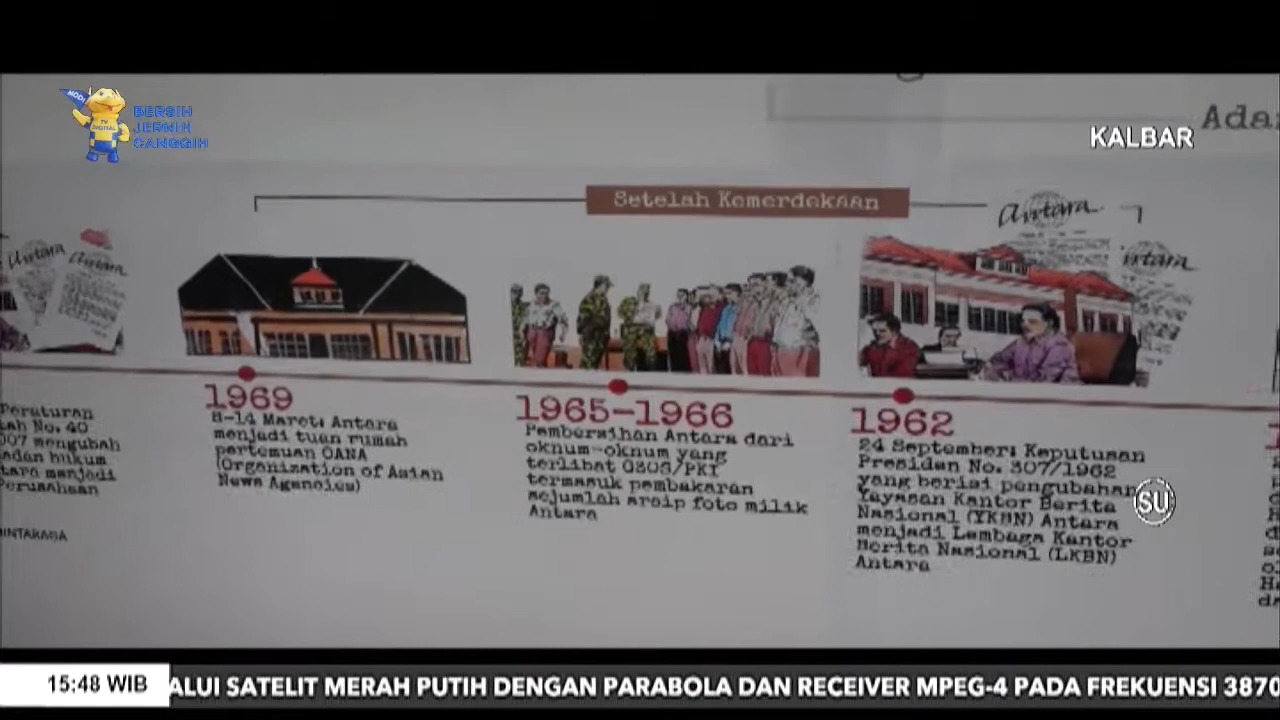 MODI
TV
DIGITAL
BERSIH
JERNIH
CANGGIH
KALBAR
Setelah Kemerdekaan
Antara
Antara
Antara
1969
8-14 Maret: Antara
menjadi tuan rumah
pertemuan OANA
(Organization of Asian
News Agencies)
1965-1966
Pembersihan Antara dari
oknum-oknum yang
terlibat G30S/PKI
termasuk pembakaran
sejumlah arsip foto milik
Antara
1962
24 September: Keputusan
Presiden No. 307/1962
yang berisi pengubahan
Yayasan Kantor Berita
Nasional (YKBN) Antara
menjadi Lembaga Kantor
Berita Nasional (LKBN)
Antara
Peraturan
No. 40
mengubah
hukum
menjadi
Perusahaan
SU
15:48 WIB
ALUI SATELIT MERAH PUTIH DENGAN PARABOLA DAN RECEIVER MPEG-4 PADA FREKUENSI 3870